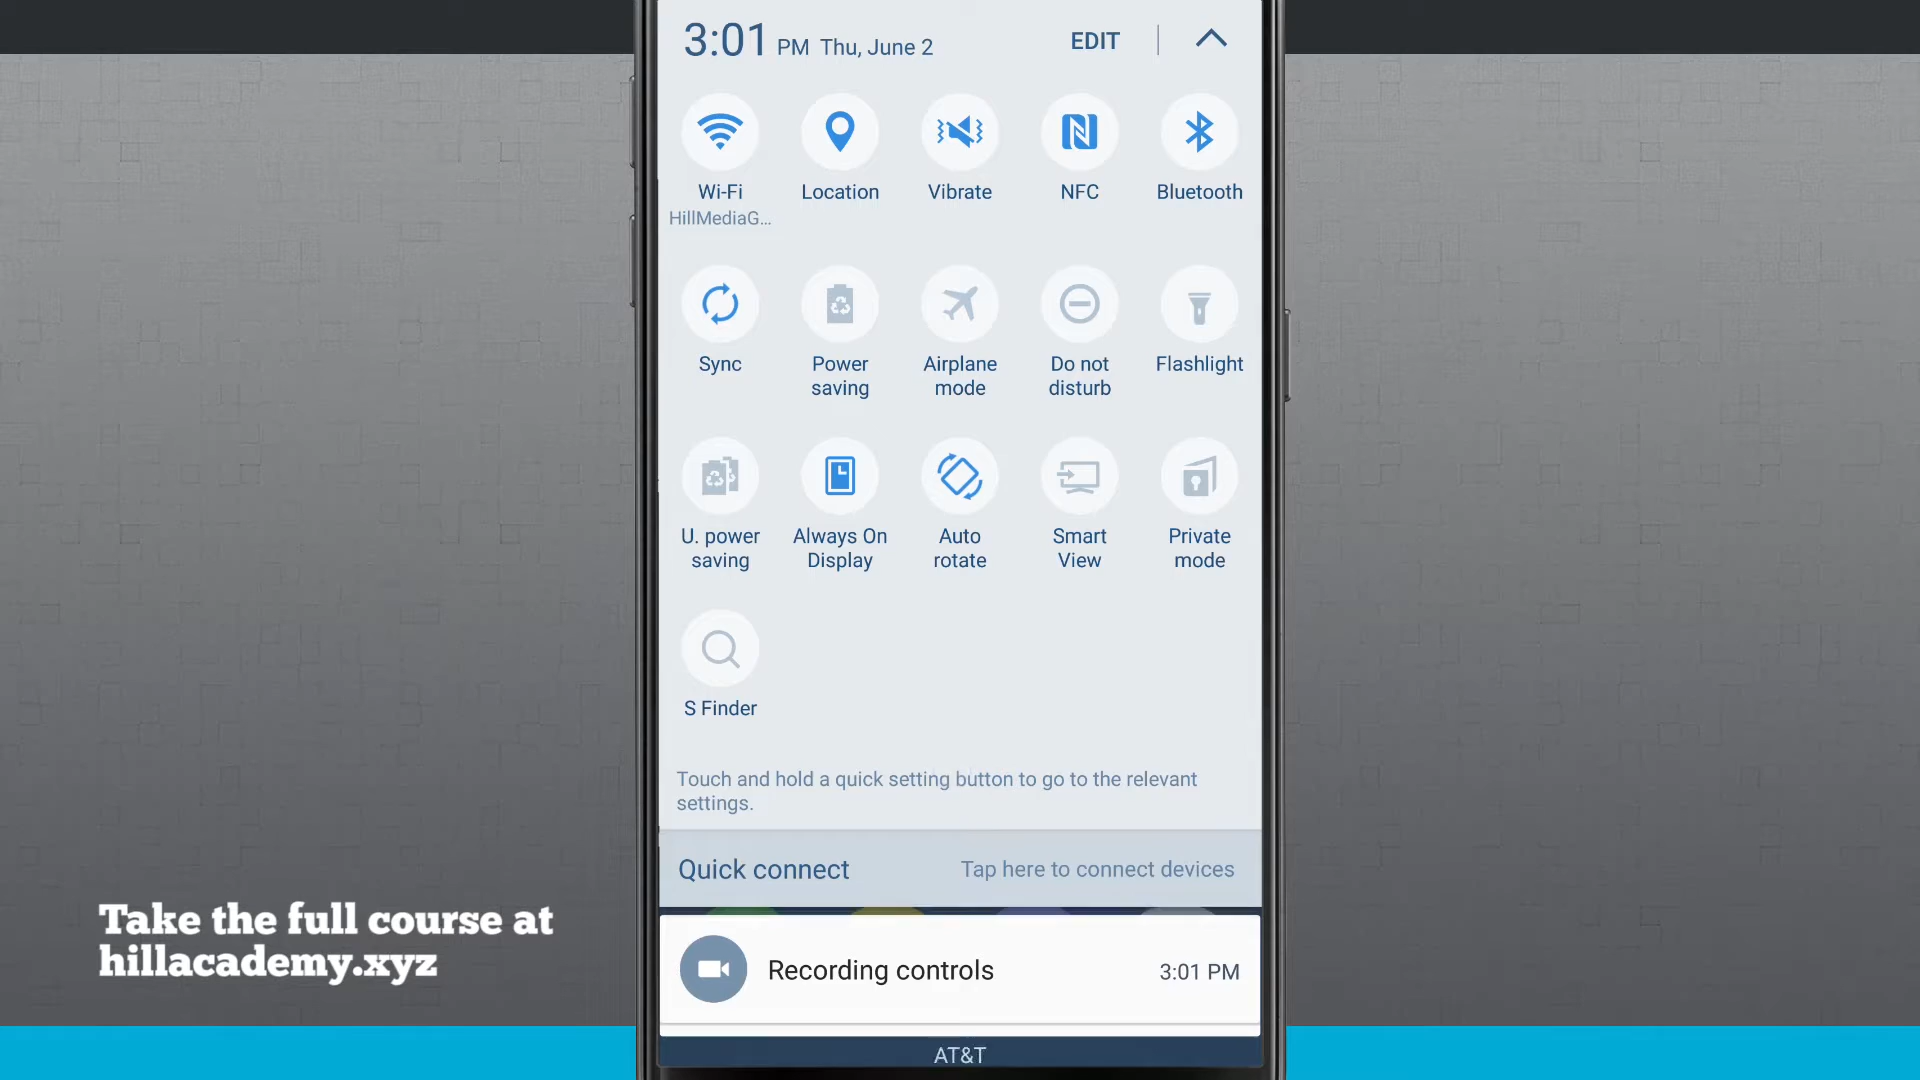 3:01 PM Thu, June 2 EDIT
Wi-Fi Location Vibrate NFC Bluetooth
HillMediaG...
Sync Power saving Airplane mode Do not disturb Flashlight
U. power saving Always On Display Auto rotate Smart View Private mode
S Finder
Touch and hold a quick setting button to go to the relevant
settings.
Quick connect Tap here to connect devices
Take the full course at
hillacademy.xyz
Recording controls 3:01 PM
AT&T